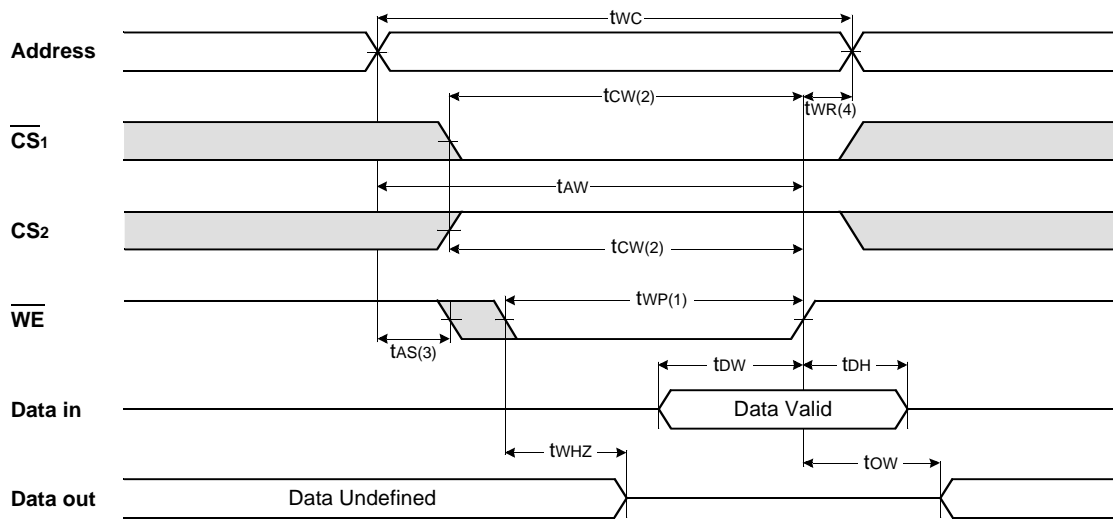 tWC
Address
tCW(2)
tWR(4)
CS1
tAW
CS2
tCW(2)
WE
tWP(1)
tAS(3)
tDW
tDH
Data in
Data Valid
tWHZ
tOW
Data out
Data Undefined